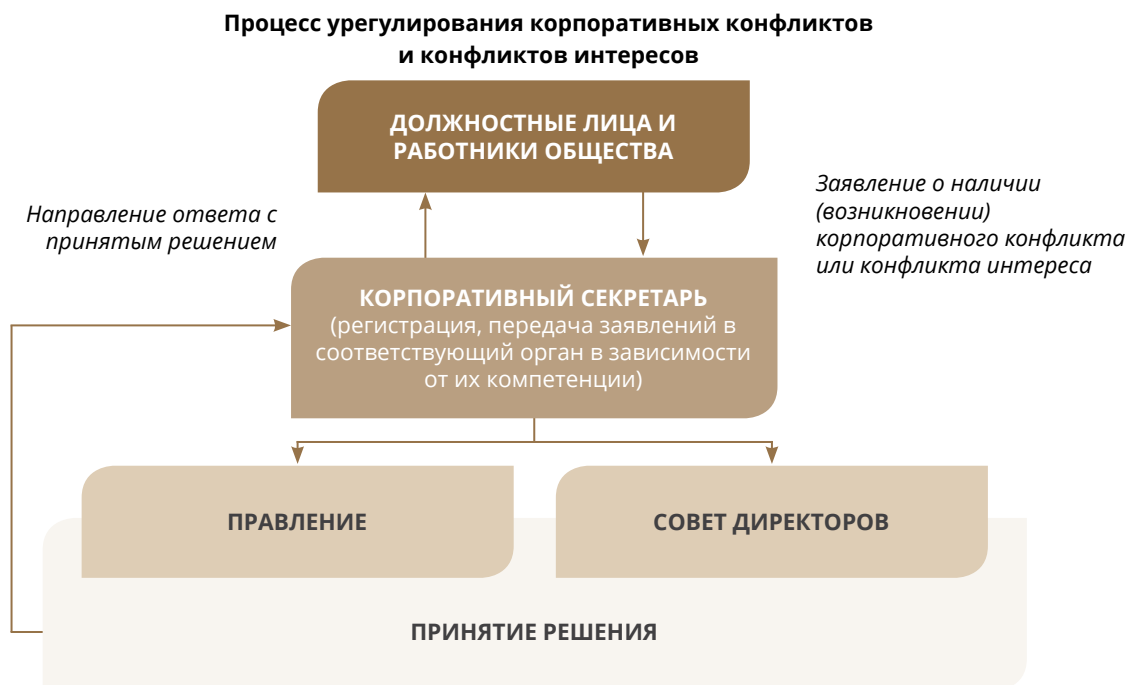 Процесс урегулирования корпоративных конфликтов
и конфликтов интересов
ДОЛЖНОСТНЫЕ ЛИЦА И
РАБОТНИКИ ОБЩЕСТВА
Направление ответа с
принятым решением
Заявление о наличии
(возникновении)
корпоративного конфликта
или конфликта интереса
КОРПОРАТИВНЫЙ СЕКРЕТАРЬ
(регистрация, передача заявлений в
соответствующий орган в зависимости
от их компетенции)
ПРАВЛЕНИЕ
СОВЕТ ДИРЕКТОРОВ
ПРИНЯТИЕ РЕШЕНИЯ